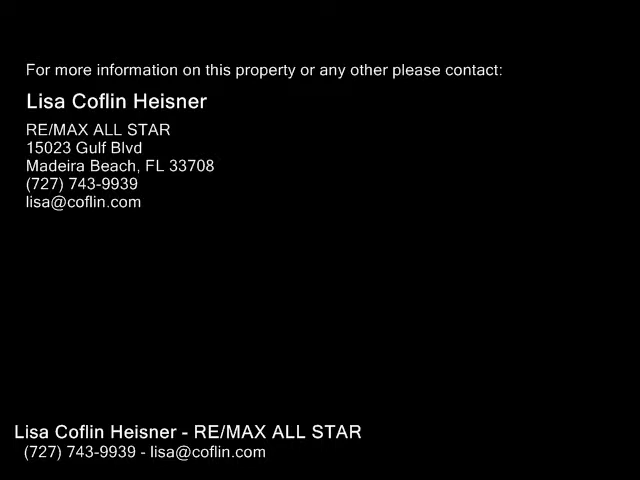 For more information on this property or any other please contact:
Lisa Coflin Heisner
RE/MAX ALL STAR
15023 Gulf Blvd
Madeira Beach, FL 33708
(727) 743-9939
lisa@coflin.com
Lisa Coflin Heisner - RE/MAX ALL STAR
(727) 743-9939 - lisa@coflin.com